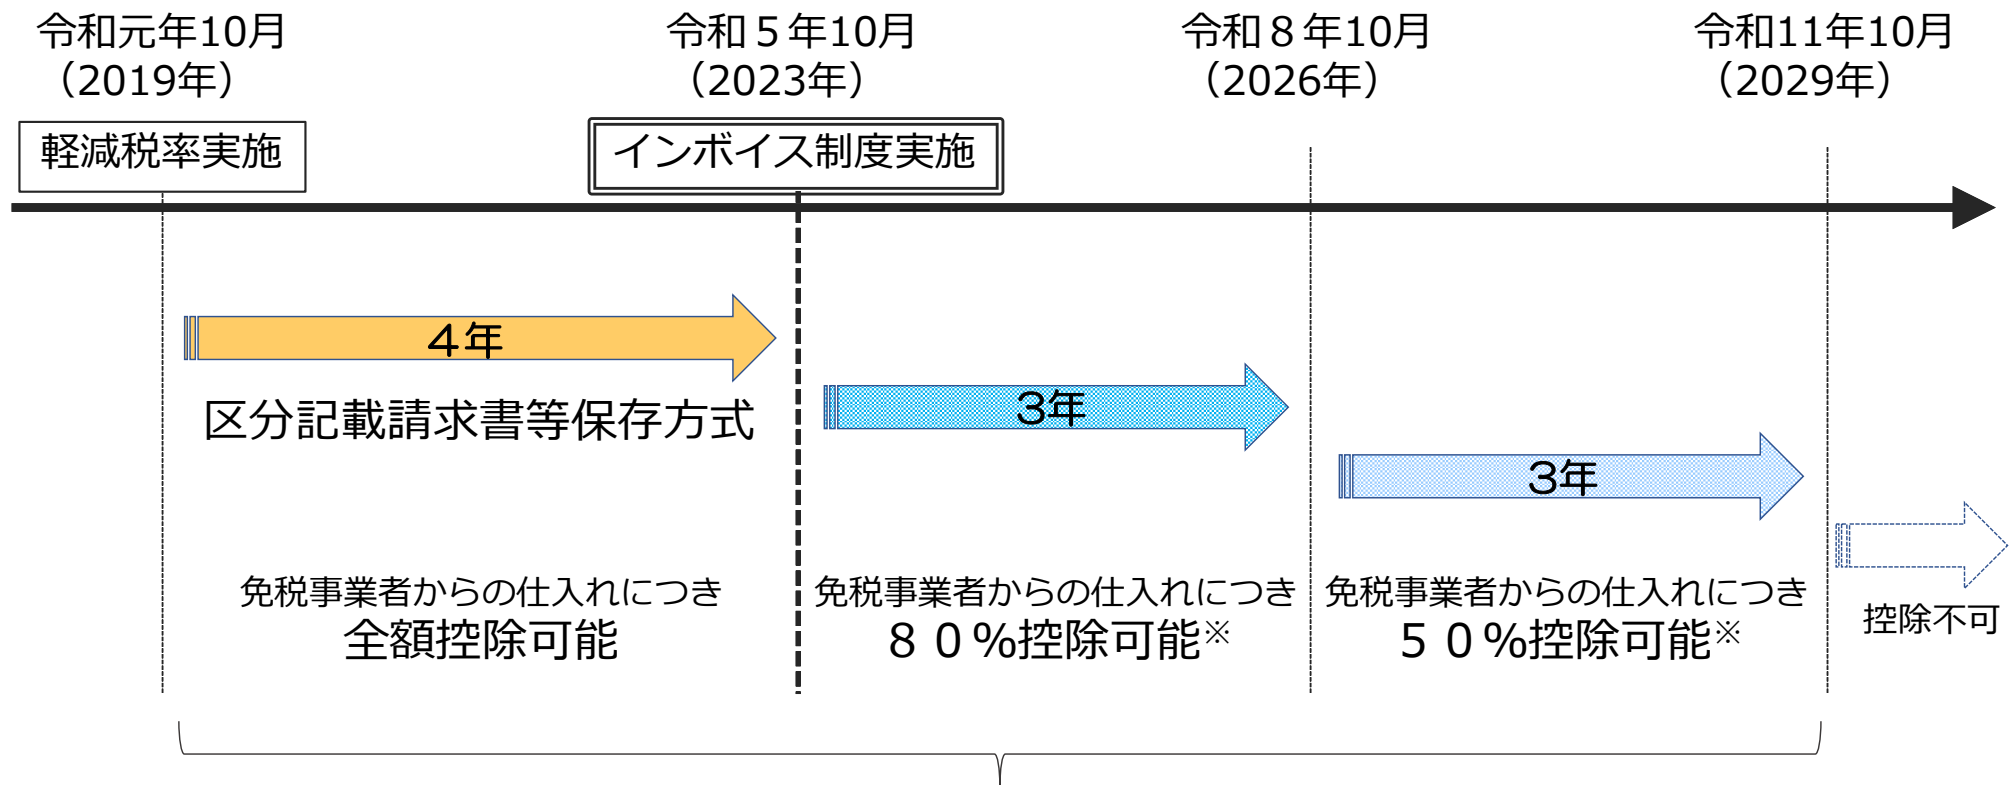 令和元年10月
（2019年）
令和５年10月
（2023年）
令和８年10月
（2026年）
令和11年10月
（2029年）
軽減税率実施
インボイス制度実施
４年
区分記載請求書等保存方式
３年
３年
免税事業者からの仕入れにつき
全額控除可能
免税事業者からの仕入れにつき
８０％控除可能※
免税事業者からの仕入れにつき
５０％控除可能※
控除不可